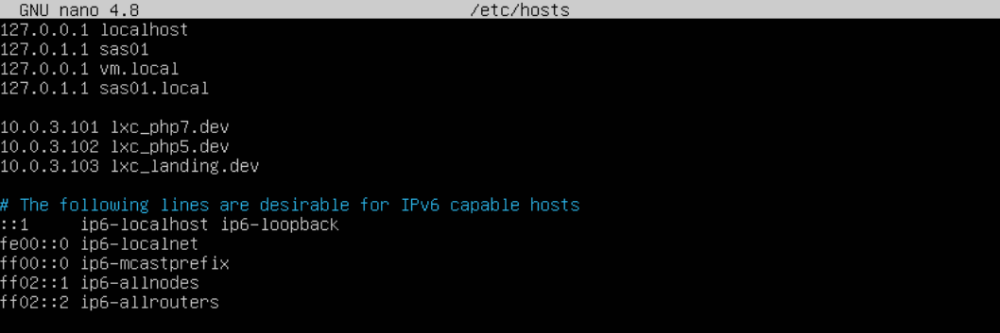 GNU nano 4.8 /etc/hosts
127.0.0.1 localhost
127.0.1.1 sas01
127.0.0.1 vm.local
127.0.1.1 sas01.local
10.0.3.101 lxc_php7.dev
10.0.3.102 lxc_php5.dev
10.0.3.103 lxc_landing.dev
# The following lines are desirable for IPv6 capable hosts
::1 ip6-localhost ip6-loopback
fe00::0 ip6-localnet
ff00::0 ip6-mcastprefix
ff02::1 ip6-allnodes
ff02::2 ip6-allrouters